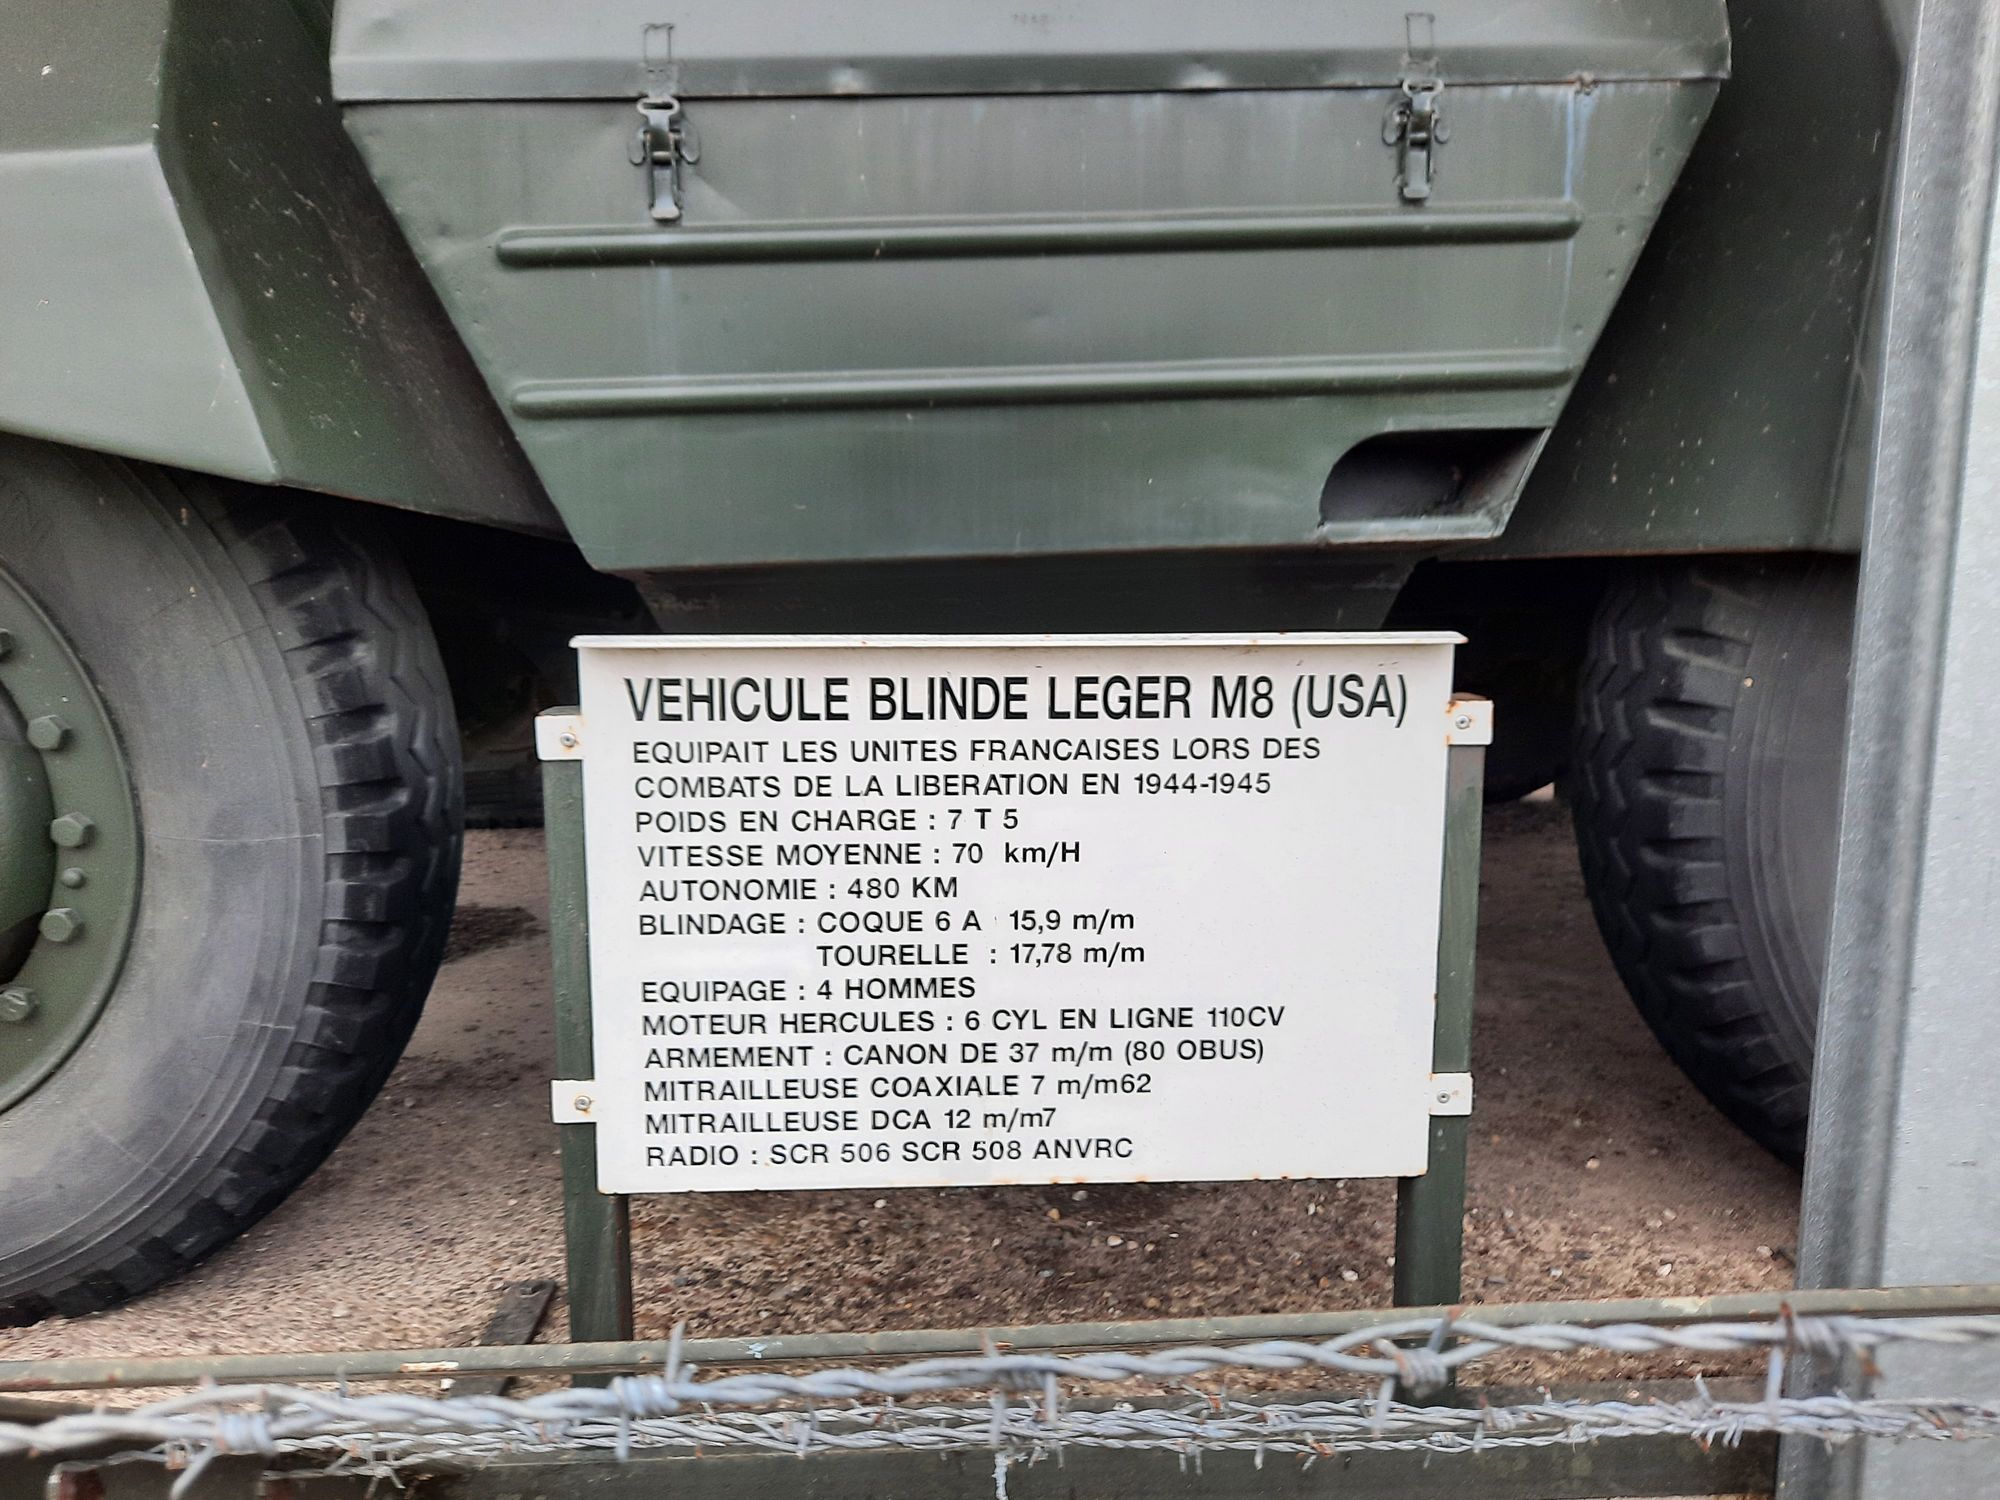 VEHICULE BLINDE LEGER M8 (USA)
EQUIPAIT LES UNITES FRANCAISES LORS DES
COMBATS DE LA LIBERATION EN 1944-1945
POIDS EN CHARGE : 7 T 5
VITESSE MOYENNE : 70 km/H
AUTONOMIE : 480 KM
BLINDAGE : COQUE 6 A 15,9 m/m
TOURELLE : 17,78 m/m
EQUIPAGE : 4 HOMMES
MOTEUR HERCULES : 6 CYL EN LIGNE 110CV
ARMEMENT : CANON DE 37 m/m (80 OBUS)
MITRAILLEUSE COAXIALE 7 m/m62
MITRAILLEUSE DCA 12 m/m7
RADIO : SCR 506 SCR 508 ANVRC